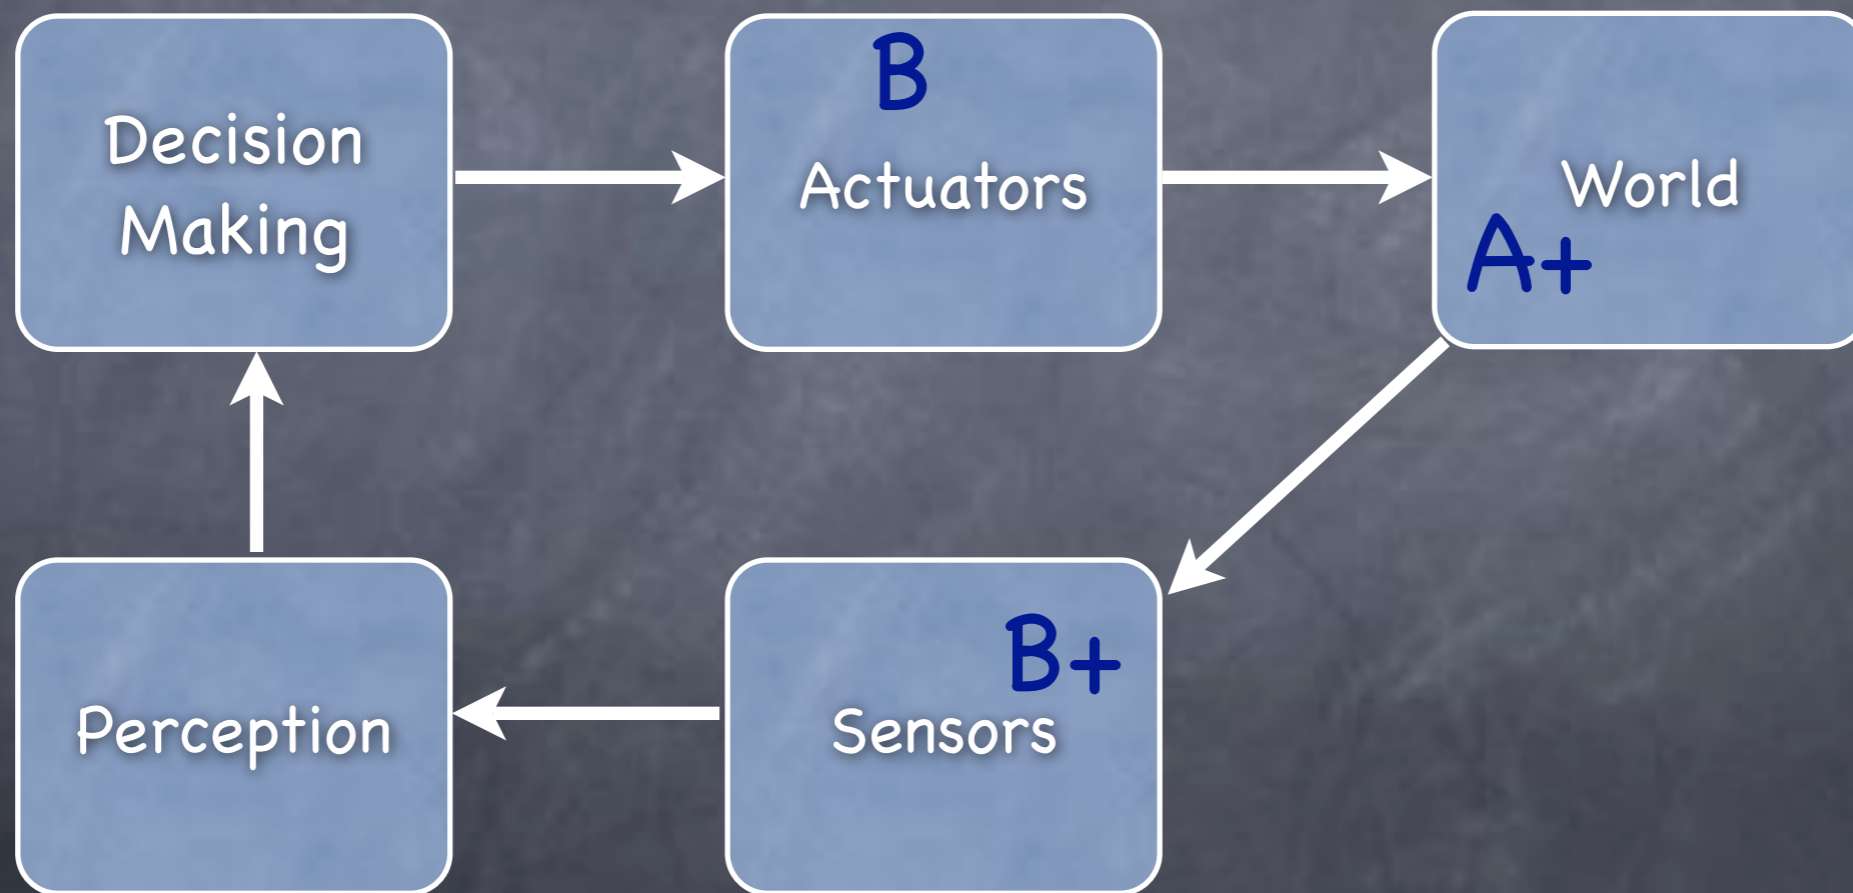 Decision
Making
B
Actuators
World
A+
Perception
B+
Sensors